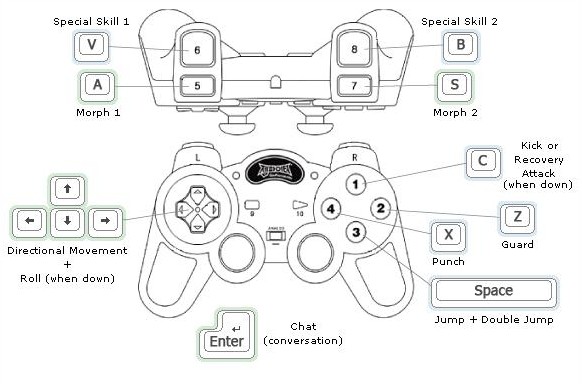 Special Skill 1
Special Skill 2
V
6
8
B
A
5
7
S
Morph 1
Morph 2
L
R
C
Kick or
Recovery
Attack
(when down)
1
4
2
3
9
10
Z
Guard
X
Punch
Directional Movement
+
Roll (when down)
Space
Jump + Double Jump
Enter
Chat
(conversation)